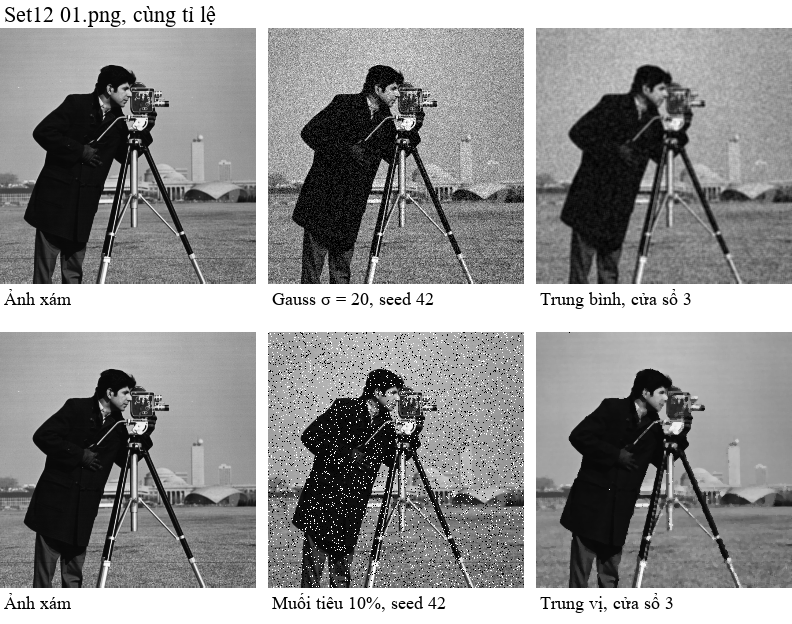 Set12 01.png, cùng tỉ lệ
Ảnh xám
Gauss σ = 20, seed 42
Trung bình, cửa sổ 3
Ảnh xám
Muối tiêu 10%, seed 42
Trung vị, cửa sổ 3